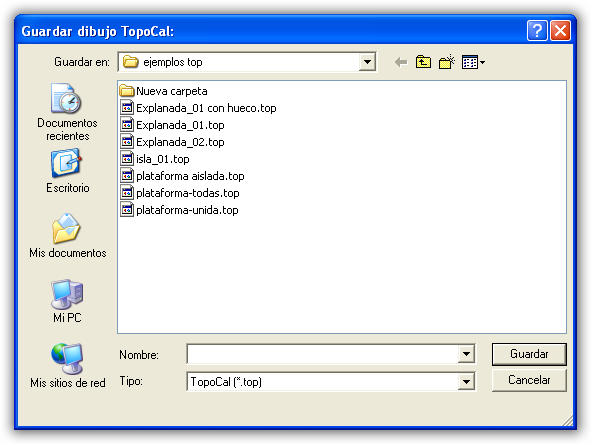 Guardar dibujo TopoCal:
Guardar en:
ejemplos top
Documentos
recientes
Escritorio
Mis documentos
Mi PC
Mis sitios de red
Nueva carpeta
Explanada_01 con hueco.top
Explanada_01.top
Explanada_02.top
isla_01.top
plataforma aislada.top
plataforma-todas.top
plataforma-unida.top
Nombre:
Guardar
Tipo:
TopoCal (*.top)
Cancelar